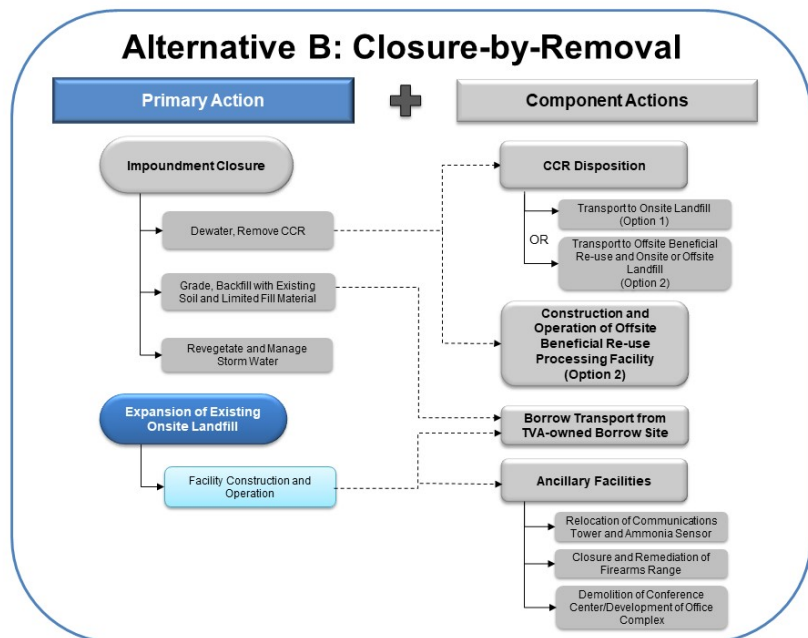 Alternative B: Closure-by-Removal
Primary Action
Component Actions
Impoundment Closure
Dewater, Remove CCR
Grade, Backfill with Existing
Soil and Limited Fill Material
Revegetate and Manage
Storm Water
Expansion of Existing
Onsite Landfill
Facility Construction and
Operation
CCR Disposition
Transport to Onsite Landfill
(Option 1)
OR
Transport to Offsite Beneficial
Re-use and Onsite or Offsite
Landfill
(Option 2)
Construction and
Operation of Offsite
Beneficial Re-use
Processing Facility
(Option 2)
Borrow Transport from
TVA-owned Borrow Site
Ancillary Facilities
Relocation of Communications
Tower and Ammonia Sensor
Closure and Remediation of
Firearms Range
Demolition of Conference
Center/Development of Office
Complex